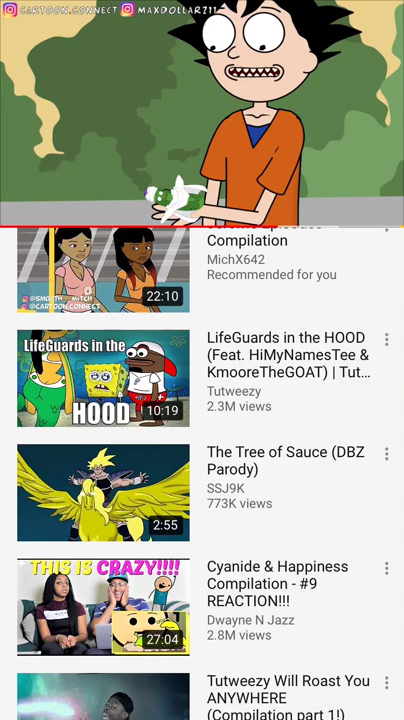 CARTOON.CONNECT MAXDOLLAR711
Compilation
MichX642
Recommended for you
@SMOOTH_MITCH
@CARTOON.CONNECT
22:10
LifeGuards in the HOOD
(Feat. HiMyNamesTee &
KmooreTheGOAT) | Tut...
Tutweezy
2.3M views
LifeGuards in the
HOOD
10:19
The Tree of Sauce (DBZ
Parody)
SSJ9K
773K views
2:55
Cyanide & Happiness
Compilation - #9
REACTION!!!
Dwayne N Jazz
2.8M views
THIS IS CRAZY!!!!
27:04
Tutweezy Will Roast You
ANYWHERE
(Compilation part 1!)